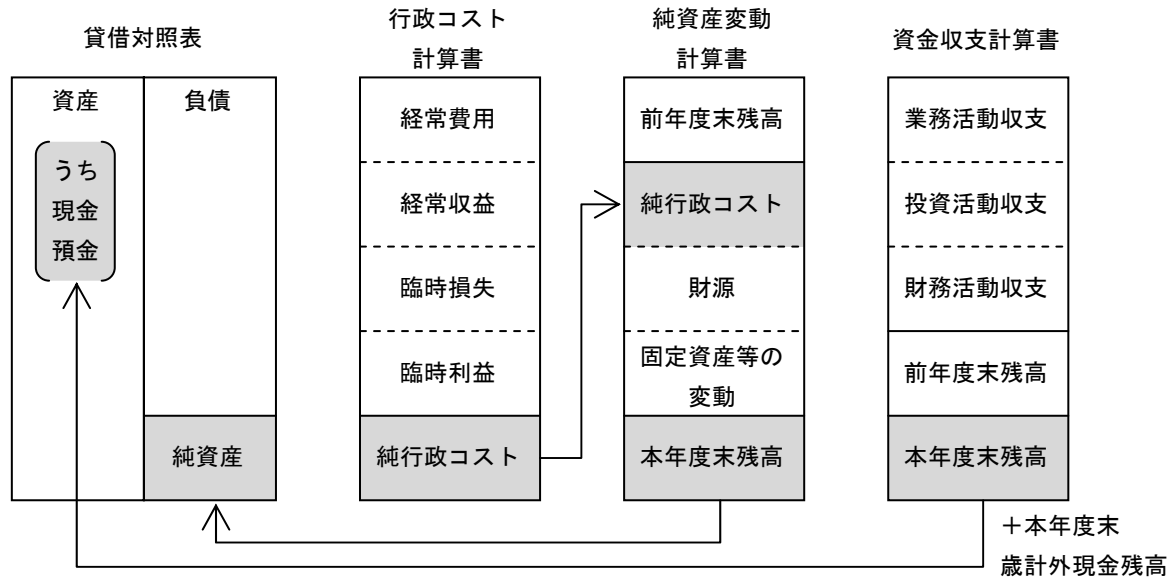 貸借対照表
資産
うち
現金
預金
負債
純資産
行政コスト
計算書
経常費用
経常収益
臨時損失
臨時利益
純行政コスト
純資産変動
計算書
前年度末残高
純行政コスト
財源
固定資産等の
変動
本年度末残高
資金収支計算書
業務活動収支
投資活動収支
財務活動収支
前年度末残高
本年度末残高
＋本年度末
歳計外現金残高